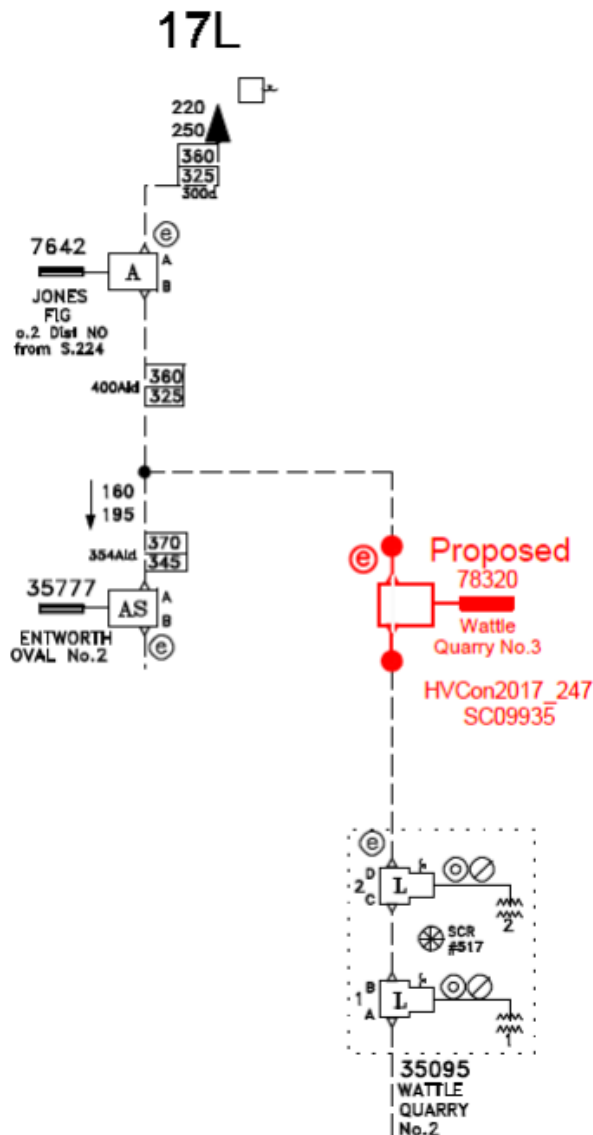 17L
220
250
360
325
300d
e
7642
A
A
B
JONES
FIG
o.2 Dist NO
from S.224
400Ald
360
325
160
195
354Ald
370
345
35777
AS
A
B
e
ENTWORTH
OVAL No.2
e
Proposed
78320
Wattle
Quarry No.3
HVCon2017_247
SC09935
e
D
2
C
L
2
SCR
#517
B
1
A
L
1
35095
WATTLE
QUARRY
No.2